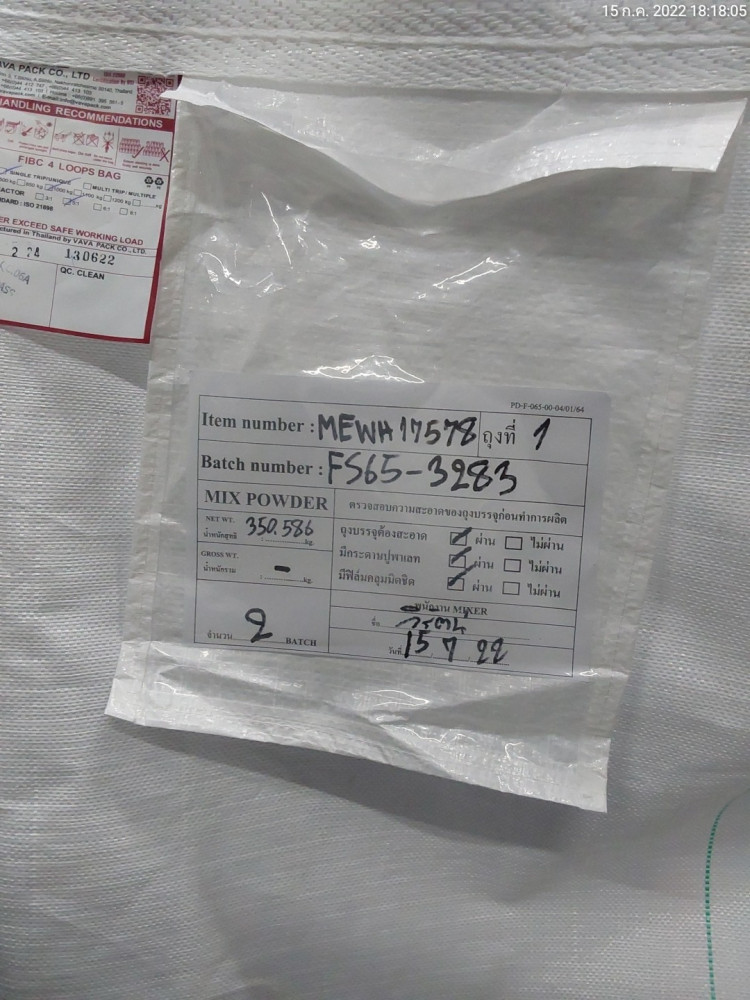 15 ก.ค. 2022 18:18:05
VAVA PACK CO., LTD
HANDLING RECOMMENDATIONS
FIBC 4 LOOPS BAG
SINGLE TRIP/UNIQUE
MULTI TRIP/MULTIPLE
ISO 21898
EXCEED SAFE WORKING LOAD
in Thailand by VAVA PACK CO., LTD.
2 24 130622
QC. CLEAN
PD-F-065-00-04/01/64
Item number : MEWH17578 ถุงที่ 1
Batch number : FS65-3283
MIX POWDER ตรวจสอบความสะอาดของถุงบรรจุก่อนทำการผลิต
NET WT.
น้ำหนักสุทธิ 350.586 kg.
ถุงบรรจุต้องสะอาด ผ่าน ไม่ผ่าน
GROSS WT.
น้ำหนักรวม - kg.
มีกระดานปูพาเลท ผ่าน ไม่ผ่าน
มีฟิล์มคลุมมิดชิด ผ่าน ไม่ผ่าน
จำนวน 2 BATCH
พนักงาน MIXER
ชื่อ
วันที่ 15 7 22